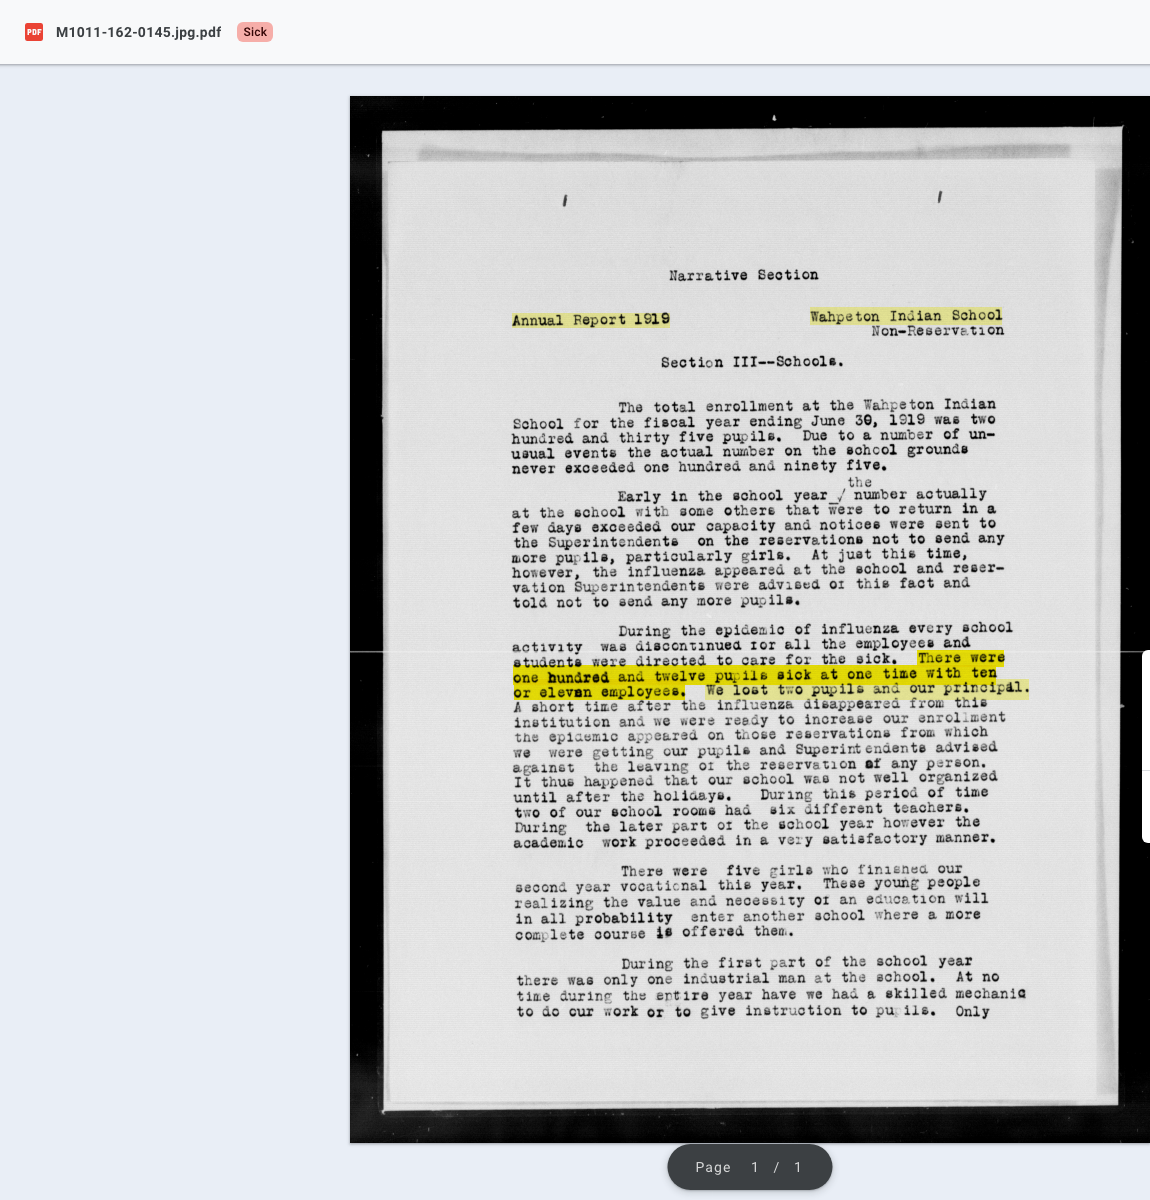 PDF M1011-162-0145.jpg.pdf Sick
Narrative Section
Annual Report 1919 Wahpeton Indian School
Non-Reservation
Section III--Schools.
The total enrollment at the Wahpeton Indian
School for the fiscal year ending June 30, 1919 was two
hundred and thirty five pupils. Due to a number of un-
usual events the actual number on the school grounds
never exceeded one hundred and ninety five.
the
Early in the school year √ number actually
at the school with some others that were to return in a
few days exceeded our capacity and notices were sent to
the Superintendents on the reservations not to send any
more pupils, particularly girls. At just this time,
however, the influenza appeared at the school and reser-
vation Superintendents were advised of this fact and
told not to send any more pupils.
During the epidemic of influenza every school
activity was discontinued for all the employees and
students were directed to care for the sick. There were
one hundred and twelve pupils sick at one time with ten
or eleven employees. We lost two pupils and our principal.
A short time after the influenza disappeared from this
institution and we were ready to increase our enrollment
the epidemic appeared on those reservations from which
we were getting our pupils and Superintendents advised
against the leaving of the reservation of any person.
It thus happened that our school was not well organized
until after the holidays. During this period of time
two of our school rooms had six different teachers.
During the later part of the school year however the
academic work proceeded in a very satisfactory manner.
There were five girls who finished our
second year vocational this year. These young people
realizing the value and necessity of an education will
in all probability enter another school where a more
complete course is offered them.
During the first part of the school year
there was only one industrial man at the school. At no
time during the entire year have we had a skilled mechanic
to do our work or to give instruction to pupils. Only
Page 1 / 1